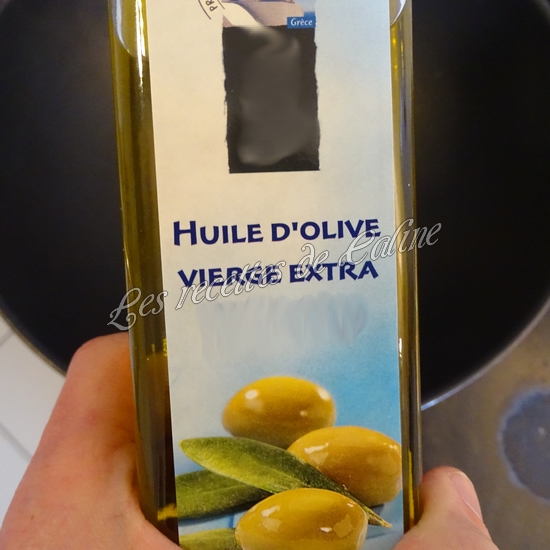 Grèce
HUILE D'OLIVE
VIERGE EXTRA
Les recettes de Caline